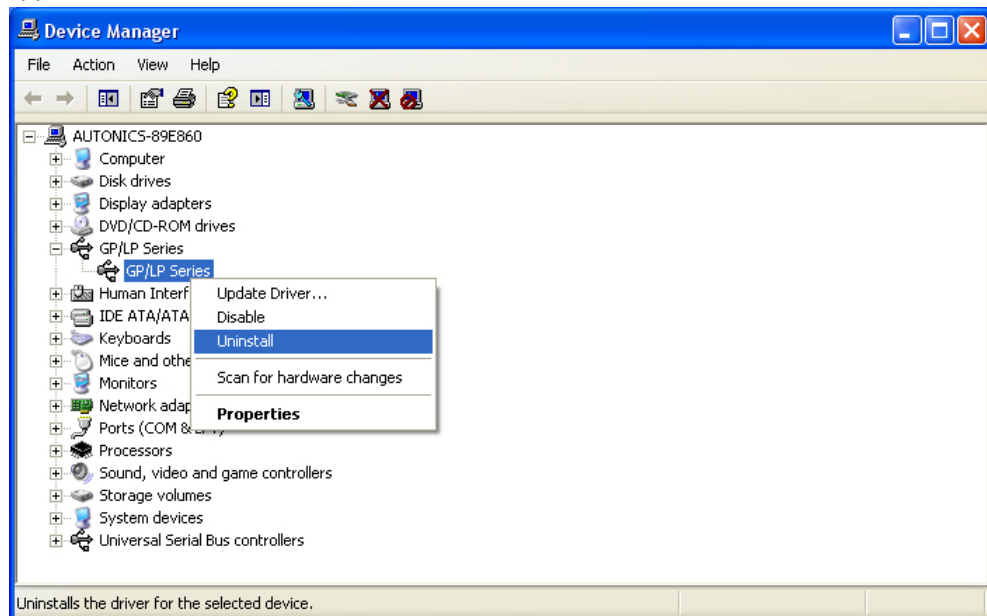 Device Manager
File Action View Help
AUTONICS-89E860
Computer
Disk drives
Display adapters
DVD/CD-ROM drives
GP/LP Series
GP/LP Series
Human Interf
IDE ATA/ATA
Keyboards
Mice and othe
Monitors
Network adap
Ports (COM &
Processors
Sound, video and game controllers
Storage volumes
System devices
Universal Serial Bus controllers
Update Driver...
Disable
Uninstall
Scan for hardware changes
Properties
Uninstalls the driver for the selected device.